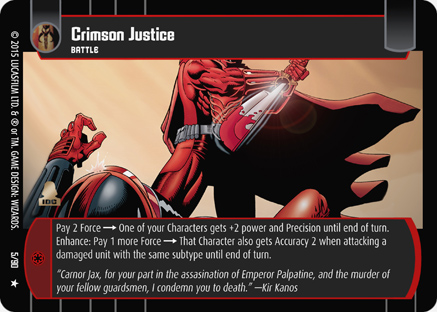 Crimson Justice
BATTLE
© 2015 LUCASFILM LTD. & ® or TM. GAME DESIGN: WIZARDS.
Pay 2 Force → One of your Characters gets +2 power and Precision until end of turn.
Enhance: Pay 1 more Force → That Character also gets Accuracy 2 when attacking a
damaged unit with the same subtype until end of turn.
"Carnor Jax, for your part in the assasination of Emperor Palpatine, and the murder of
your fellow guardsmen, I condemn you to death." –Kir Kanos
5/90